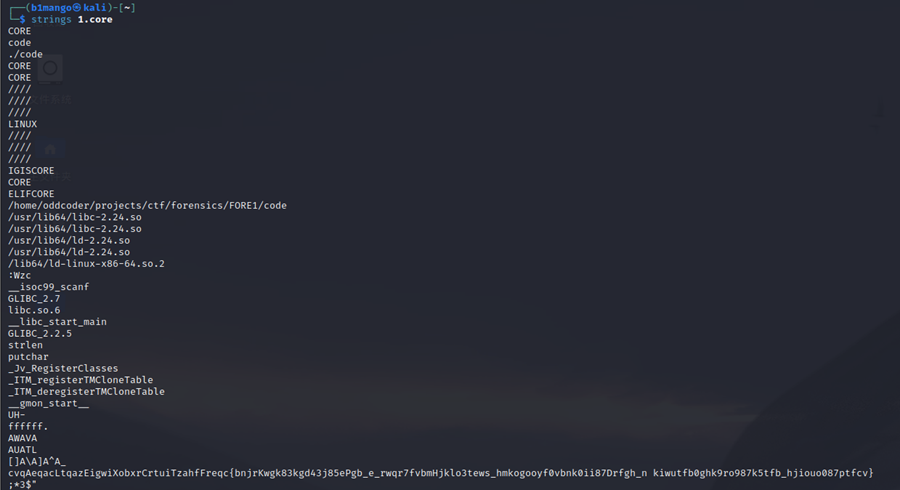 ┌──(b1mango㉿kali)-[~]
└─$ strings 1.core
CORE
code
./code
CORE
CORE
////
////
////
LINUX
////
////
////
IGISCORE
CORE
ELIFCORE
/home/oddcoder/projects/ctf/forensics/FORE1/code
/usr/lib64/libc-2.24.so
/usr/lib64/libc-2.24.so
/usr/lib64/ld-2.24.so
/usr/lib64/ld-2.24.so
/lib64/ld-linux-x86-64.so.2
:Wzc
__isoc99_scanf
GLIBC_2.7
libc.so.6
__libc_start_main
GLIBC_2.2.5
strlen
putchar
_Jv_RegisterClasses
_ITM_registerTMCloneTable
_ITM_deregisterTMCloneTable
__gmon_start__
UH-
ffffff.
AWAVA
AUATL
[]A\A]A^A_
cvqAeqacLtqazEigwiXobxrCrtuiTzahfFreqc{bnjrKwgk83kgd43j85ePgb_e_rwqr7fvbmHjklo3tews_hmkogooyf0vbnk0ii87Drfgh_n kiwutfb0ghk9ro987k5tfb_hjiouo087ptfcv}
;*3$"